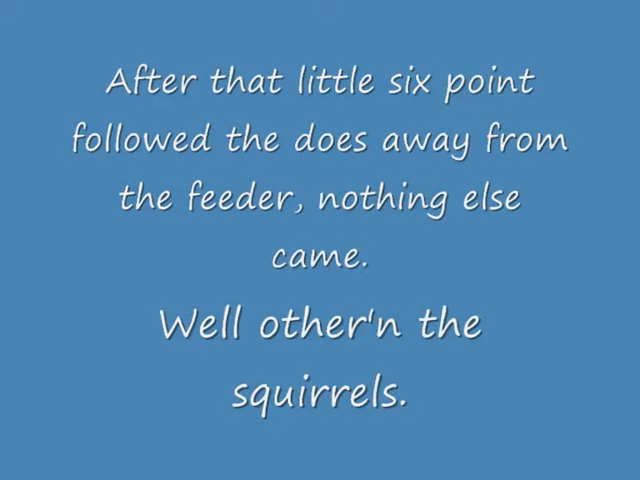 After that little six point
followed the does away from
the feeder, nothing else
came.
Well other'n the
squirrels.